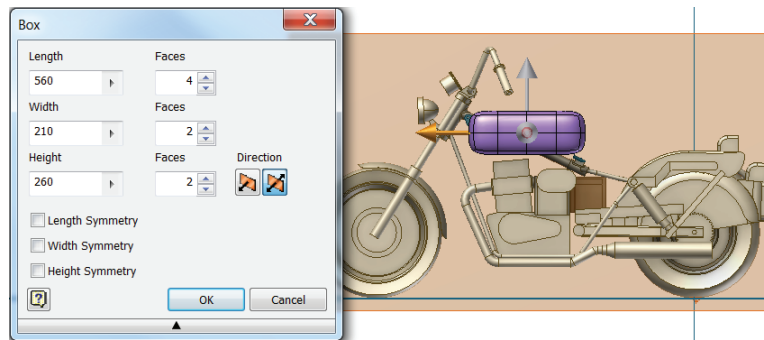 Box
Length Faces
560 4
Width Faces
210 2
Height Faces Direction
260 2
Length Symmetry
Width Symmetry
Height Symmetry
? OK Cancel